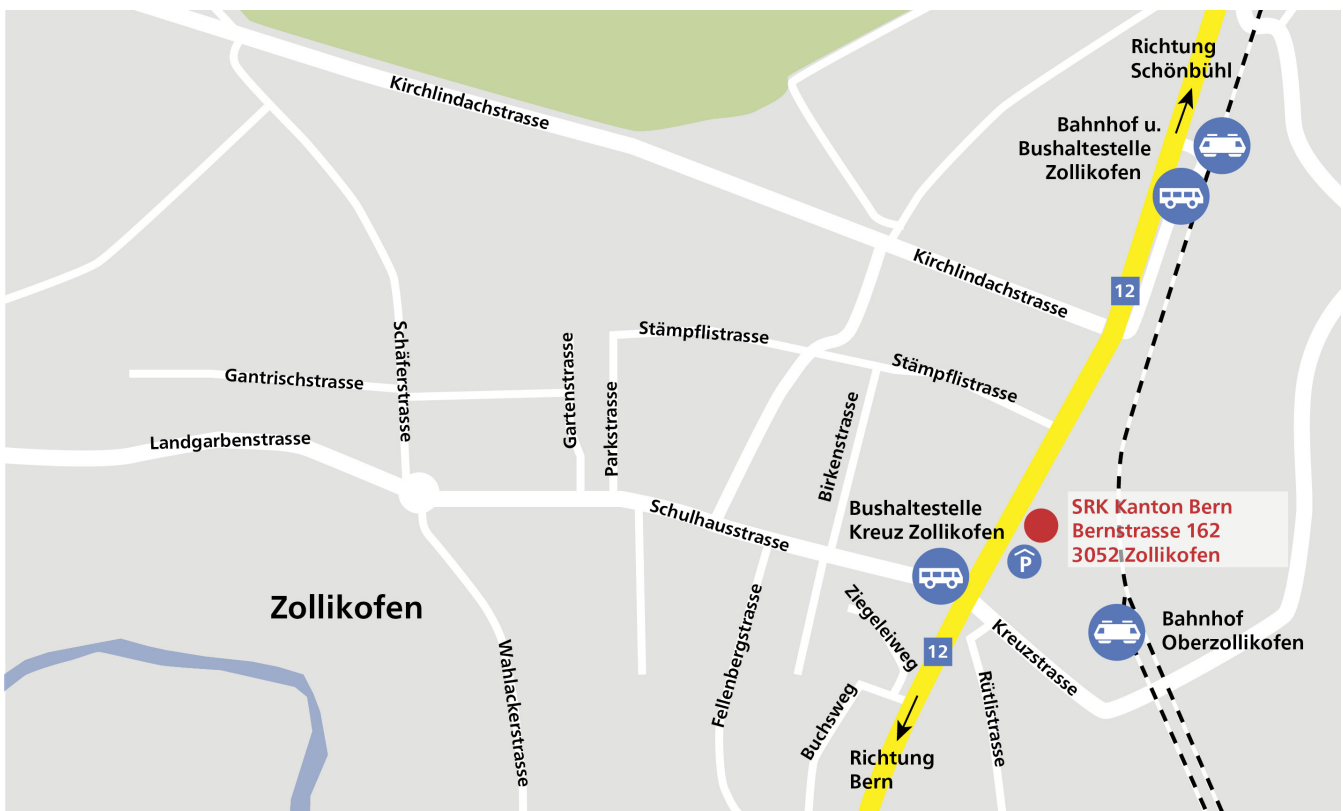 Richtung
Schönbühl
Kirchlindachstrasse
Bahnhof u.
Bushaltestelle
Zollikofen
Kirchlindachstrasse
12
Stämpflistrasse
Schäferstrasse
Gartenstrasse
Parkstrasse
Stämpflistrasse
Gantrischstrasse
Birkenstrasse
Landgarbenstrasse
Schulhausstrasse
Bushaltestelle
Kreuz Zollikofen
SRK Kanton Bern
Bernstrasse 162
3052 Zollikofen
P
Zollikofen
Fellenbergstrasse
Ziegeleiweg
Kreuzstrasse
Bahnhof
Oberzollikofen
12
Wahlackerstrasse
Buchsweg
Rütlistrasse
Richtung
Bern